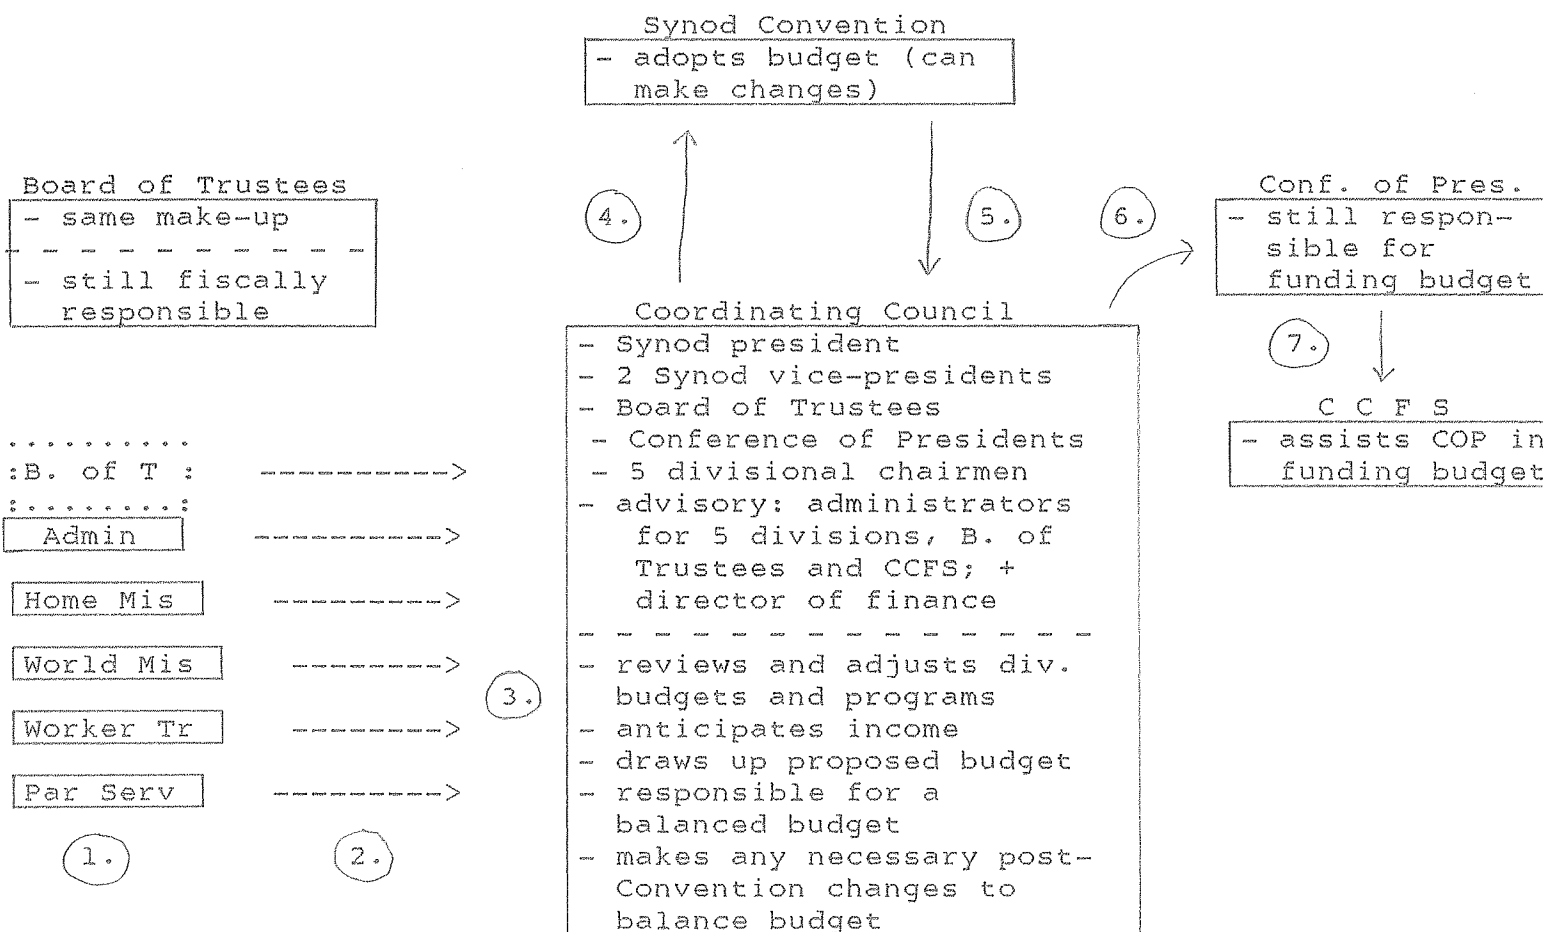 Synod Convention
- adopts budget (can
make changes)
Board of Trustees
- same make-up
- still fiscally
responsible
4.
5.
6.
Conf. of Pres.
- still respon-
sible for
funding budget
7.
C C F S
- assists COP in
funding budget
Coordinating Council
- Synod president
- 2 Synod vice-presidents
- Board of Trustees
- Conference of Presidents
- 5 divisional chairmen
- advisory: administrators
for 5 divisions, B. of
Trustees and CCFS; +
director of finance
- reviews and adjusts div.
budgets and programs
- anticipates income
- draws up proposed budget
- responsible for a
balanced budget
- makes any necessary post-
Convention changes to
balance budget
:B. of T :
Admin
Home Mis
World Mis
Worker Tr
Par Serv
1.
2.
3.